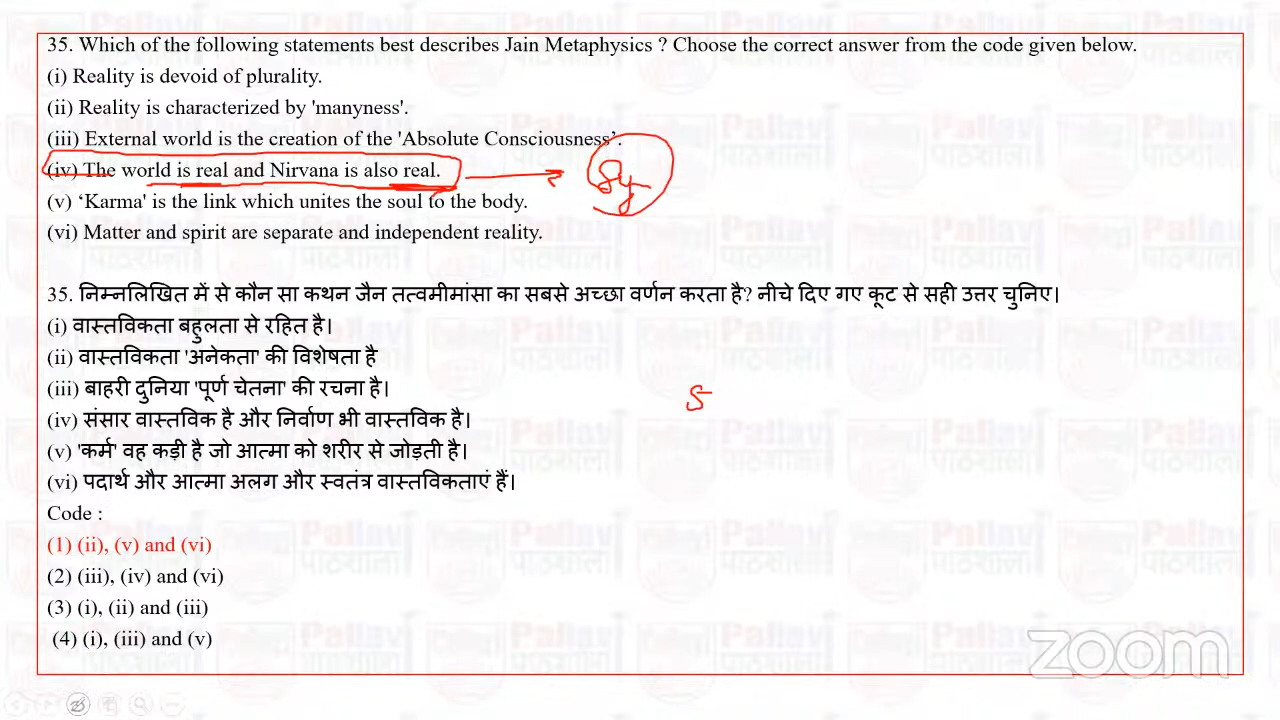 35. Which of the following statements best describes Jain Metaphysics ? Choose the correct answer from the code given below.
(i) Reality is devoid of plurality.
(ii) Reality is characterized by 'manyness'.
(iii) External world is the creation of the 'Absolute Consciousness’.
(iv) The world is real and Nirvana is also real.
(v) ‘Karma' is the link which unites the soul to the body.
(vi) Matter and spirit are separate and independent reality.
35. निम्नलिखित में से कौन सा कथन जैन तत्वमीमांसा का सबसे अच्छा वर्णन करता है? नीचे दिए गए कूट से सही उत्तर चुनिए।
(i) वास्तविकता बहुलता से रहित है।
(ii) वास्तविकता 'अनेकता' की विशेषता है
(iii) बाहरी दुनिया 'पूर्ण चेतना' की रचना है।
(iv) संसार वास्तविक है और निर्वाण भी वास्तविक है।
(v) 'कर्म' वह कड़ी है जो आत्मा को शरीर से जोड़ती है।
(vi) पदार्थ और आत्मा अलग और स्वतंत्र वास्तविकताएं हैं।
Code :
(1) (ii), (v) and (vi)
(2) (iii), (iv) and (vi)
(3) (i), (ii) and (iii)
(4) (i), (iii) and (v)
zoom